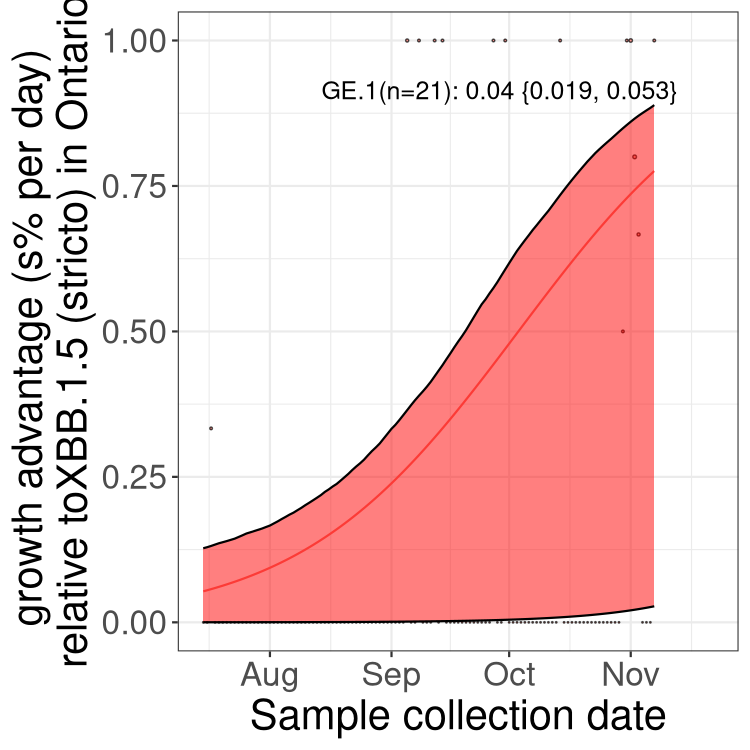 growth advantage (s% per day)
relative toXBB.1.5 (stricto) in Ontario
1.00
0.75
0.50
0.25
0.00
GE.1(n=21): 0.04 {0.019, 0.053}
Aug
Sep
Oct
Nov
Sample collection date